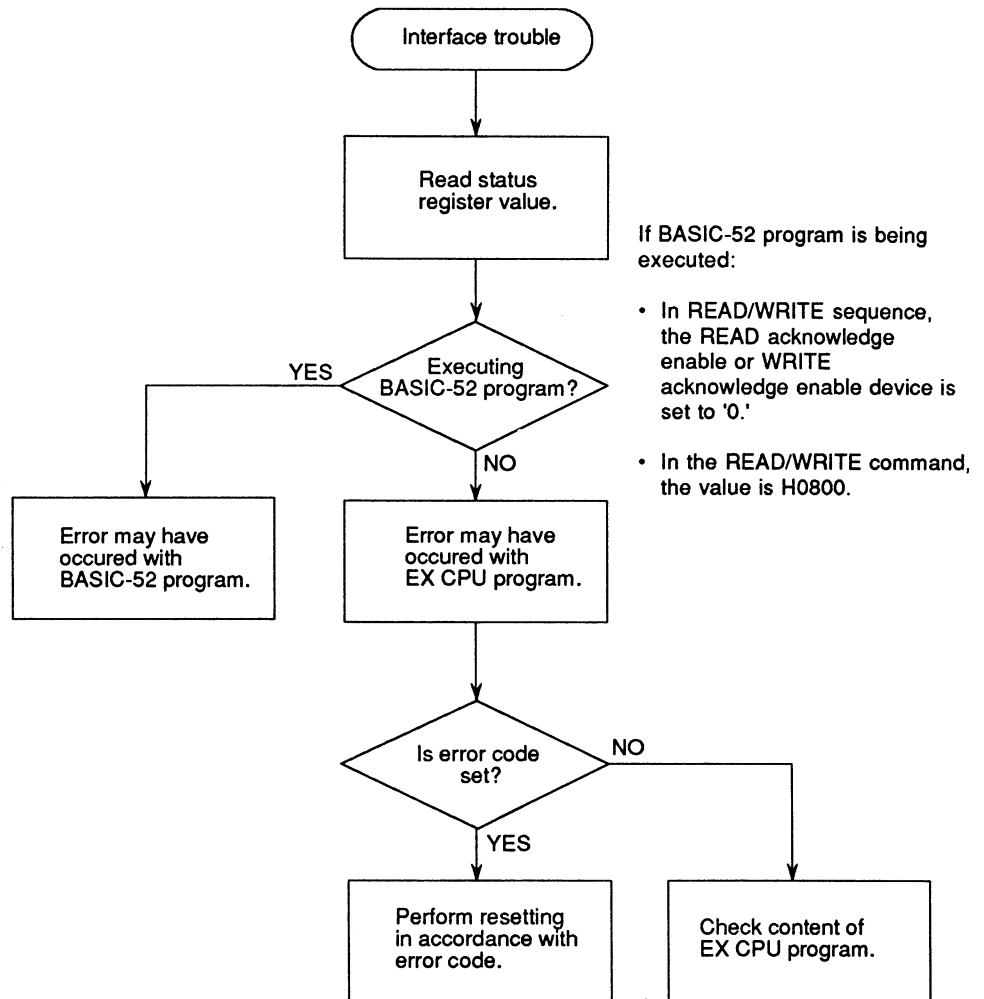 Interface trouble
Read status
register value.
If BASIC-52 program is being
executed:
• In READ/WRITE sequence,
the READ acknowledge
enable or WRITE
acknowledge enable device is
set to '0.'
• In the READ/WRITE command,
the value is H0800.
Executing
BASIC-52 program?
YES
NO
Error may have
occured with
BASIC-52 program.
Error may have
occured with
EX CPU program.
Is error code
set?
NO
YES
Perform resetting
in accordance with
error code.
Check content of
EX CPU program.